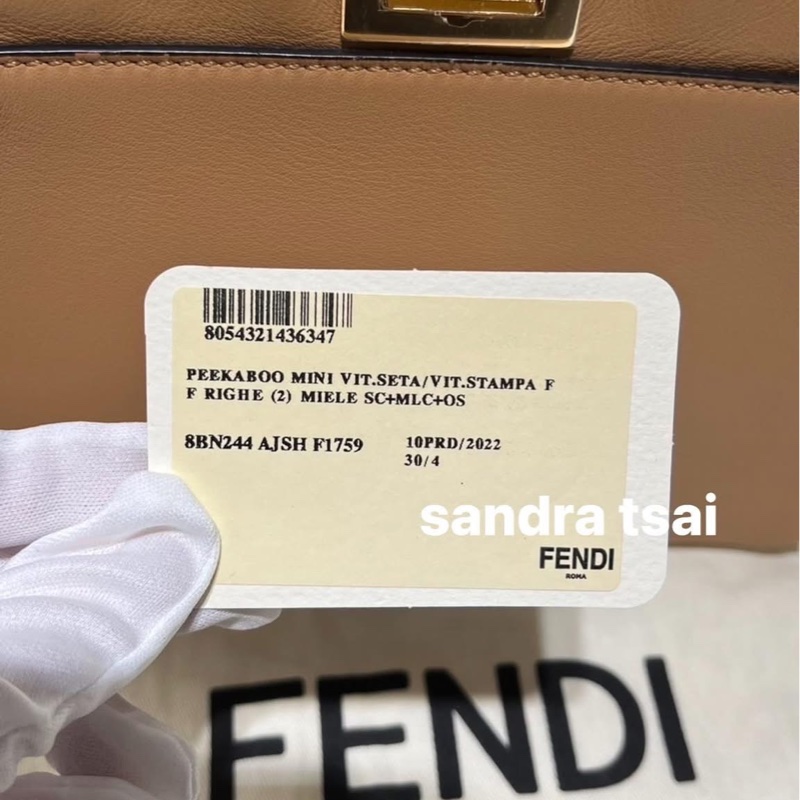 8054321436347
PEEKABOO MINI VIT.SETA/VIT.STAMPA F
F RIGHE (2) MIELE SC+MLC+OS
8BN244 AJSH F1759
10PRD/2022
30/4
sandra tsai
FENDI
ROMA
FENDI